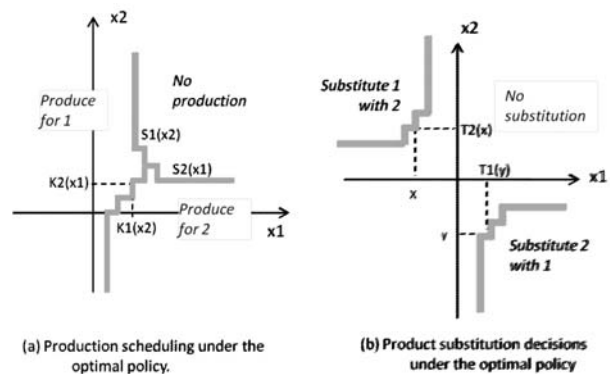 x2
No
production
Produce
for 1
S1(x2)
S2(x1)
K2(x1)
x1
K1(x2)
Produce
for 2
(a) Production scheduling under the
optimal policy.
x2
Substitute 1
with 2
No
substitution
T2(x)
T1(y)
x1
x
y
Substitute 2
with 1
(b) Product substitution decisions
under the optimal policy